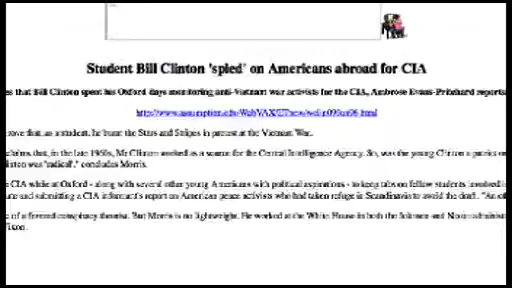 Student Bill Clinton 'spied' on Americans abroad for CIA
es that Bill Clinton spent his Oxford days monitoring anti-Vietnam war activists for the CIA, Ambrose Evans-Pritchard reports
rove that, as a student, he burnt the Stars and Stripes in protest at the Vietnam War.
claims that, in the late 1960s, Mr Clinton worked as a source for the Central Intelligence Agency. So, was the young Clinton a patriot or
linton was "radical", concludes Morris.
e CIA while at Oxford - along with several other young Americans with political aspirations - to keep tabs on fellow students involved i
and submitting a CIA informant's report on American peace activists who had taken refuge in Scandinavia to avoid the draft. "An of
of a fevered conspiracy theorist. But Morris is no lightweight. He worked at the White House in both the Johnson and Nixon administ